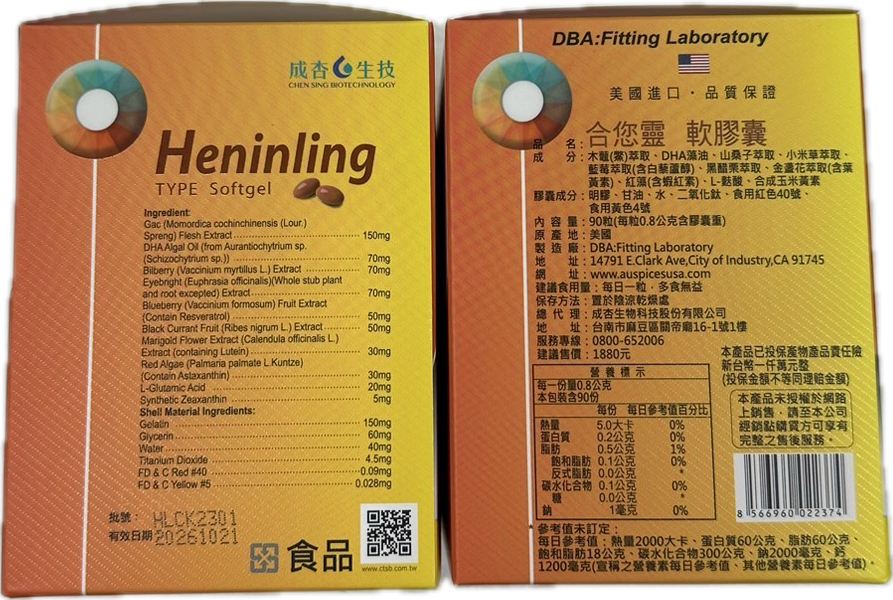 成杏生技
CHEN SING BIOTECHNOLOGY
Heninling
TYPE Softgel
Ingredient:
Gac (Momordica cochinchinensis (Lour.)
Spreng) Flesh Extract 150mg
DHA Algal Oil (from Aurantiochytrium sp.
(Schizochytrium sp.)) 70mg
Bilberry (Vaccinium myrtillus L.) Extract 70mg
Eyebright (Euphrasia officinalis)(Whole stub plant
and root excepted) Extract 70mg
Blueberry (Vaccinium formosum) Fruit Extract
(Contain Resveratrol) 50mg
Black Currant Fruit (Ribes nigrum L.) Extract 50mg
Marigold Flower Extract (Calendula officinalis L.)
Extract (containing Lutein) 30mg
Red Algae (Palmaria palmate L.Kuntze)
(Contain Astaxanthin) 30mg
L-Glutamic Acid 20mg
Synthetic Zeaxanthin 5mg
Shell Material Ingredients:
Gelatin 150mg
Glycerin 60mg
Water 40mg
Titanium Dioxide 4.5mg
FD & C Red #40 0.09mg
FD & C Yellow #5 0.028mg
批號: HLCK2301
有效日期 20261021
食品
www.ctsb.com.tw
DBA:Fitting Laboratory
美國進口・品質保證
品名:合您靈 軟膠囊
成分:木虌(鱉)萃取、DHA藻油、山桑子萃取、小米草萃取、
藍莓萃取(含白藜蘆醇)、黑醋栗萃取、金盞花萃取(含葉
黃素)、紅藻(含蝦紅素)、L-麩酸、合成玉米黃素
膠囊成分:明膠、甘油、水、二氧化鈦、食用紅色40號、
食用黃色4號
內容量:90粒(每粒0.8公克含膠囊重)
原產地:美國
製造廠:DBA:Fitting Laboratory
地址:14791 E.Clark Ave,City of Industry,CA 91745
網址:www.auspicesusa.com
建議食用量:每日一粒,多食無益
保存方法:置於陰涼乾燥處
總代理:成杏生物科技股份有限公司
地址:台南市麻豆區關帝廟16-1號1樓
服務專線:0800-652006
建議售價:1880元
本產品已投保產物產品責任險
新台幣一仟萬元整
(投保金額不等同理賠金額)
本產品未授權於網路
上銷售,請至本公司
經銷點購買方可享有
完整之售後服務。
營養標示
每一份量0.8公克
本包裝含90份
每份 每日參考值百分比
熱量 5.0大卡 0%
蛋白質 0.2公克 0%
脂肪 0.5公克 1%
飽和脂肪 0.1公克 0%
反式脂肪 0.0公克 *
碳水化合物 0.1公克 0%
糖 0.0公克 *
鈉 1毫克 0%
8 566960 022374
*參考值未訂定:
每日參考值:熱量2000大卡、蛋白質60公克、脂肪60公克、
飽和脂肪18公克、碳水化合物300公克、鈉2000毫克、鈣
1200毫克(宣稱之營養素每日參考值、其他營養素每日參考值)。